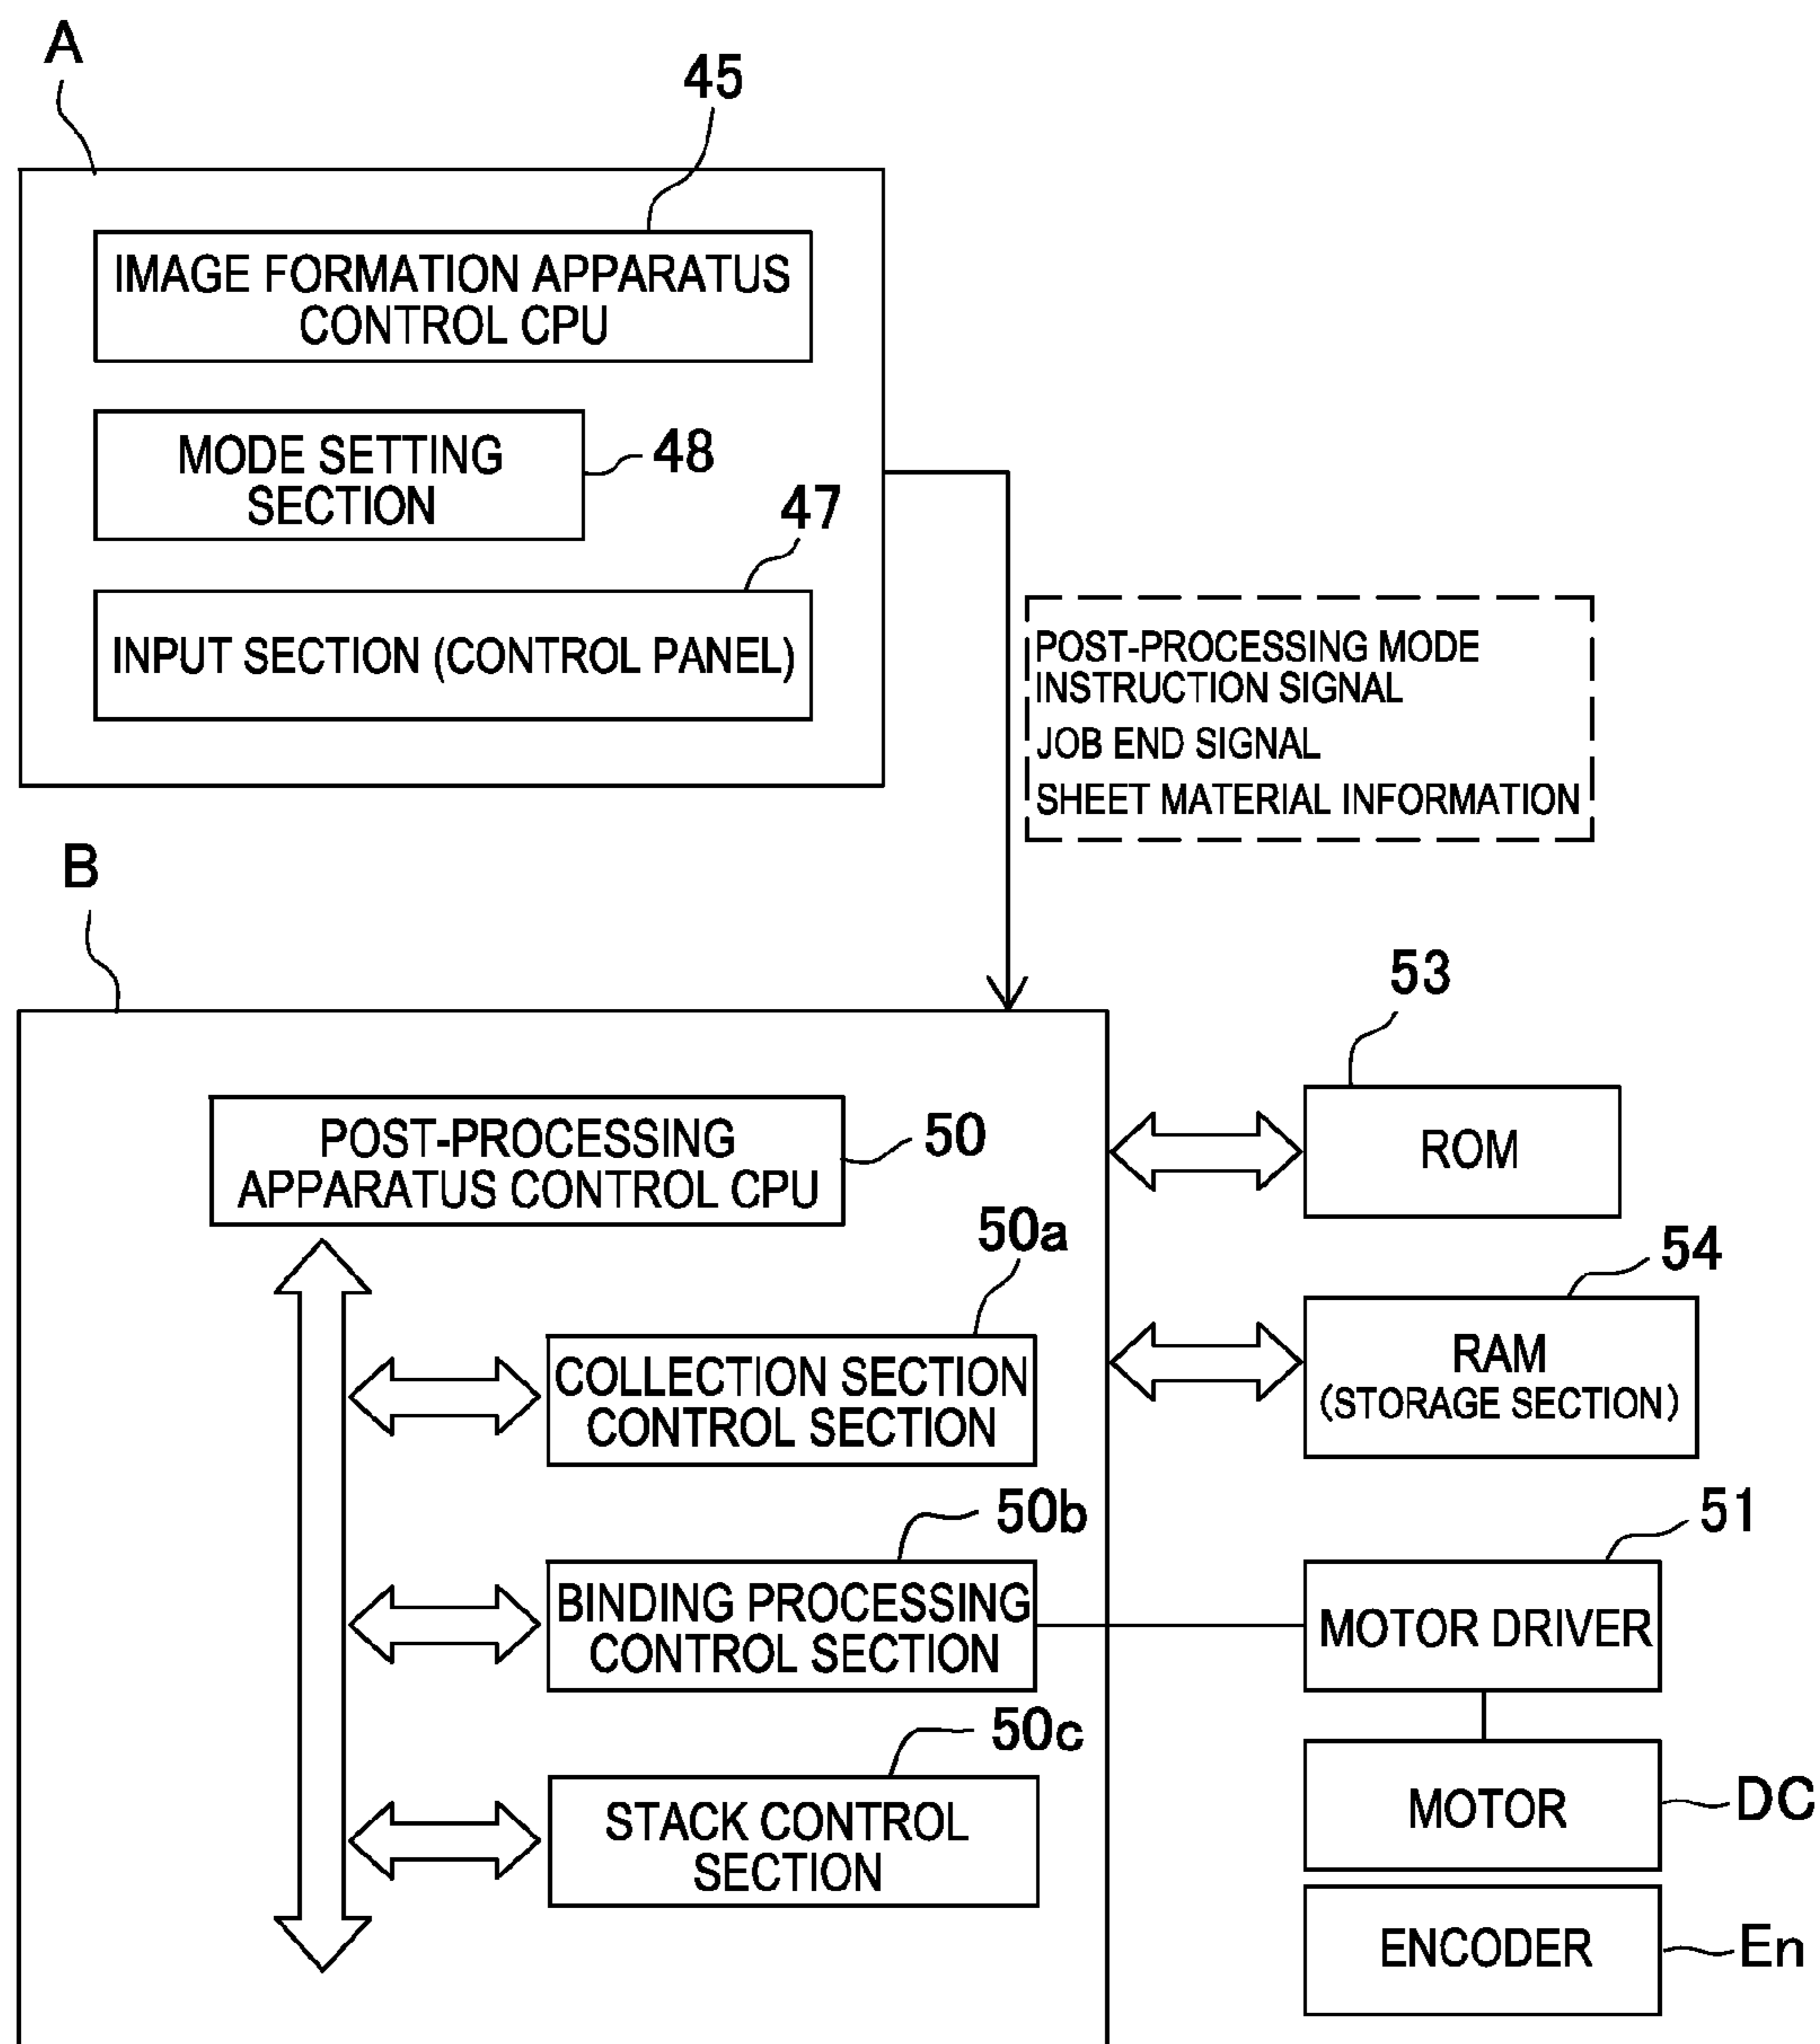 A
45
IMAGE FORMATION APPARATUS
CONTROL CPU
MODE SETTING
SECTION
48
47
INPUT SECTION (CONTROL PANEL)
POST-PROCESSING MODE
INSTRUCTION SIGNAL
JOB END SIGNAL
SHEET MATERIAL INFORMATION
B
53
POST-PROCESSING
APPARATUS CONTROL CPU
50
ROM
50a
54
COLLECTION SECTION
CONTROL SECTION
RAM
(STORAGE SECTION)
50b
51
BINDING PROCESSING
CONTROL SECTION
MOTOR DRIVER
50c
STACK CONTROL
SECTION
MOTOR
DC
ENCODER
En